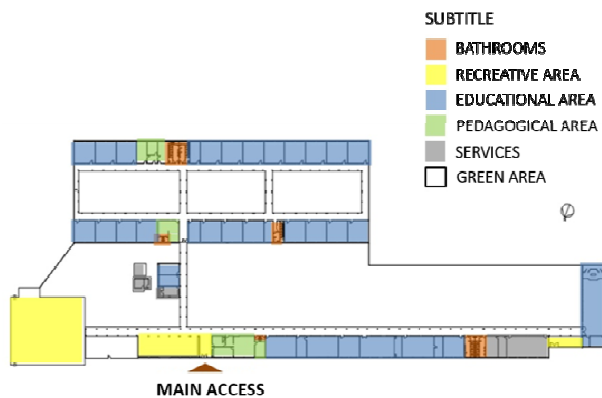 SUBTITLE
BATHROOMS
RECREATIVE AREA
EDUCATIONAL AREA
PEDAGOGICAL AREA
SERVICES
GREEN AREA
MAIN ACCESS